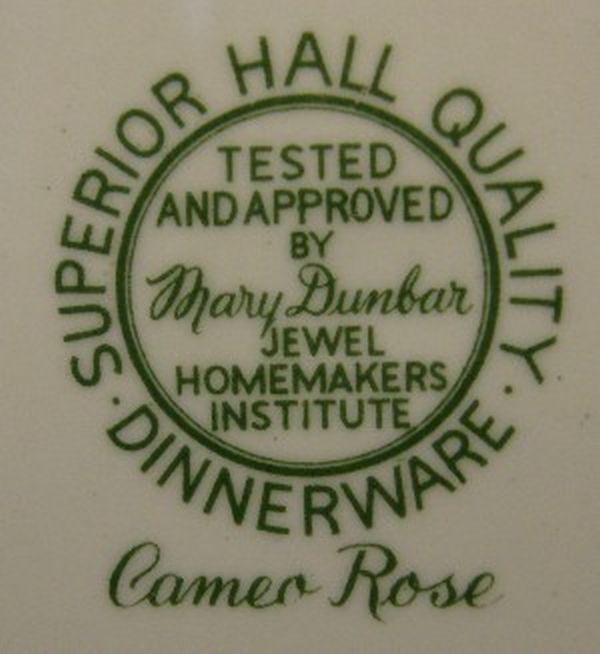 SUPERIOR HALL QUALITY
· DINNERWARE ·
TESTED
AND APPROVED
BY
Mary Dunbar
JEWEL
HOMEMAKERS
INSTITUTE
Cameo Rose